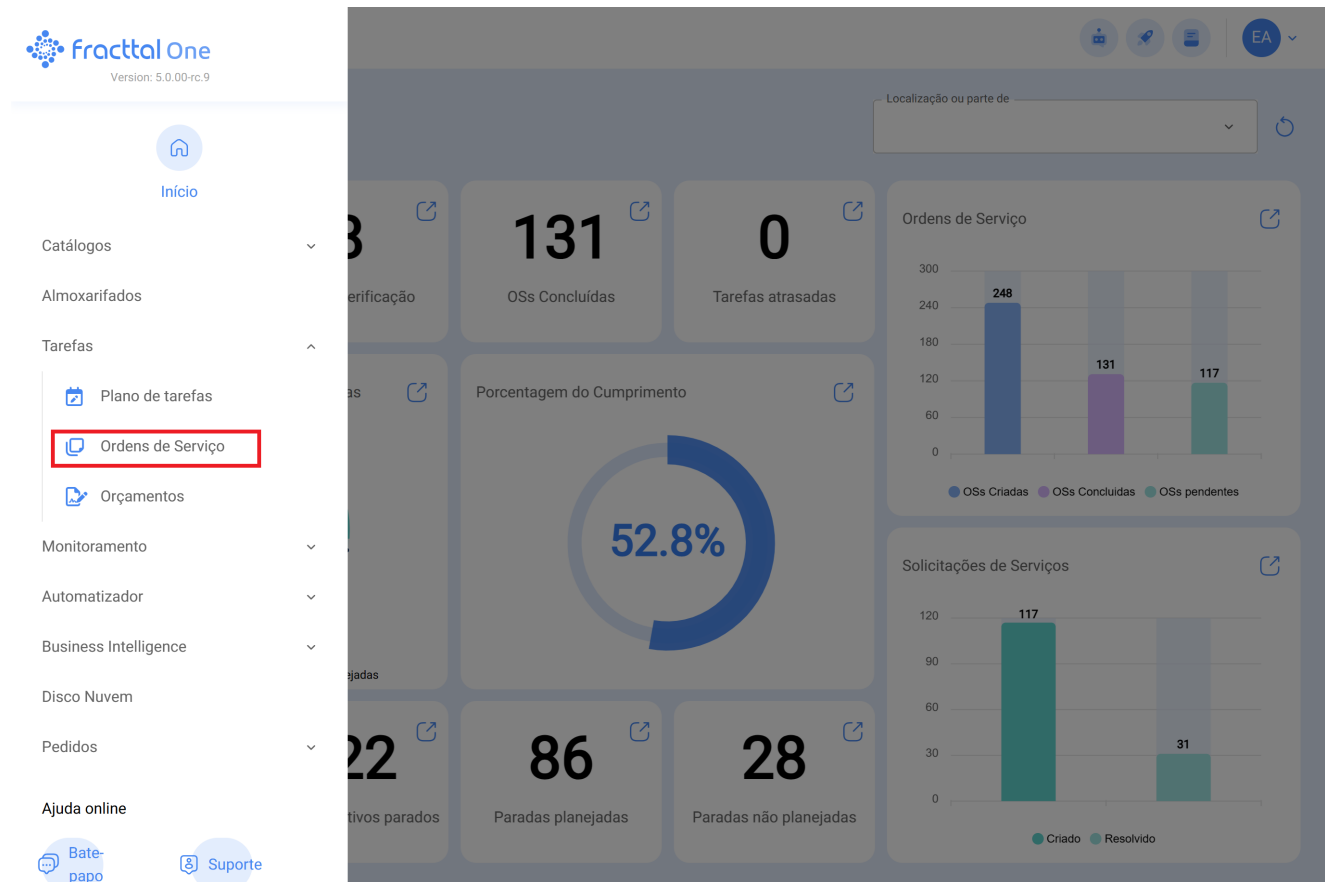 fracttal One
Version: 5.0.00-rc.9
EA
Início
Catálogos
Almoxarifados
Tarefas
Plano de tarefas
Ordens de Serviço
Orçamentos
Monitoramento
Automatizador
Business Intelligence
Disco Nuvem
Pedidos
Ajuda online
Bate-
papo
Suporte
Localização ou parte de
erificação
131
OSs Concluídas
0
Tarefas atrasadas
Ordens de Serviço
300
240
180
120
60
0
248
131
117
OSs Criadas
OSs Concluidas
OSs pendentes
as
ejadas
Porcentagem do Cumprimento
52.8%
Solicitações de Serviços
120
90
60
30
0
117
31
Criado
Resolvido
22
tivos parados
86
Paradas planejadas
28
Paradas não planejadas